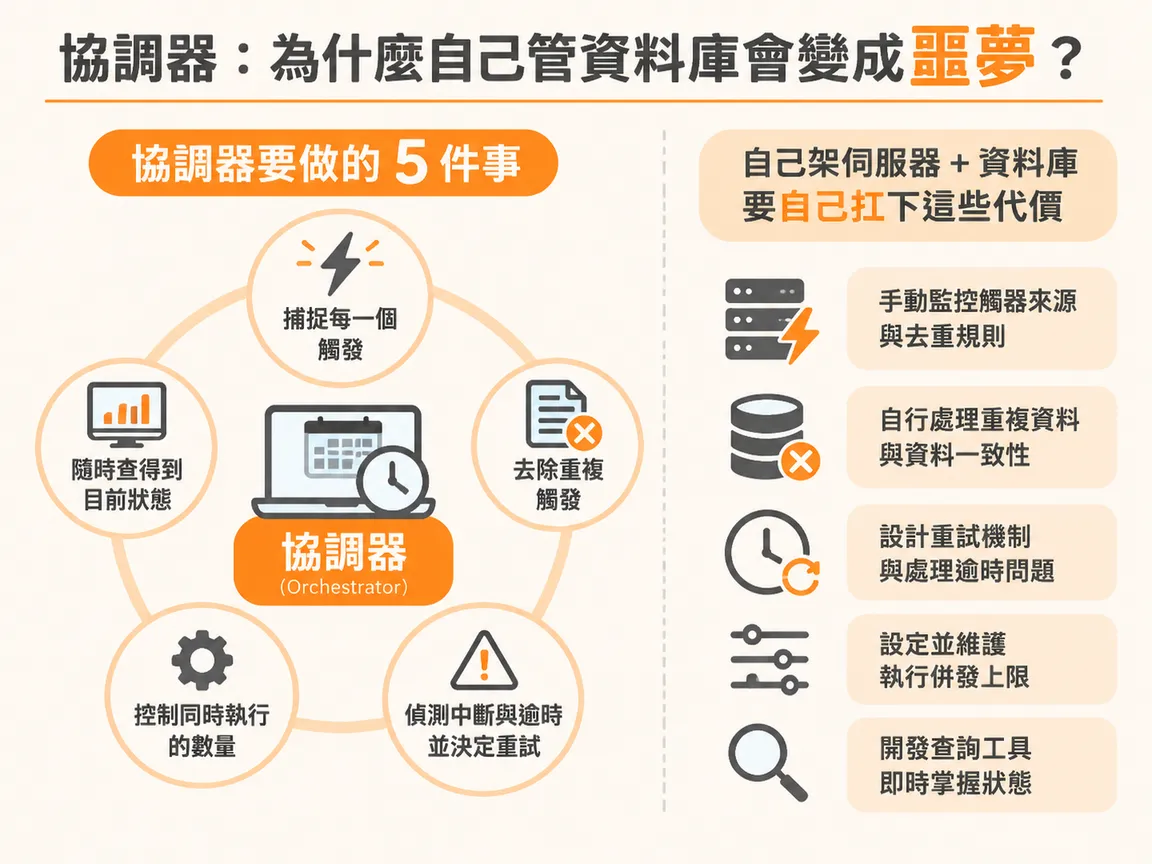 協調器：為什麼自己管資料庫會變成噩夢？
協調器要做的 5 件事
捕捉每一個
觸發
去除重複
觸發
偵測中斷與逾時
並決定重試
控制同時執行
的數量
隨時查得到
目前狀態
協調器
(Orchestrator)
自己架伺服器 + 資料庫
要自己扛下這些代價
手動監控觸器來源
與去重規則
自行處理重複資料
與資料一致性
設計重試機制
與處理逾時問題
設定並維護
執行併發上限
開發查詢工具
即時掌握狀態